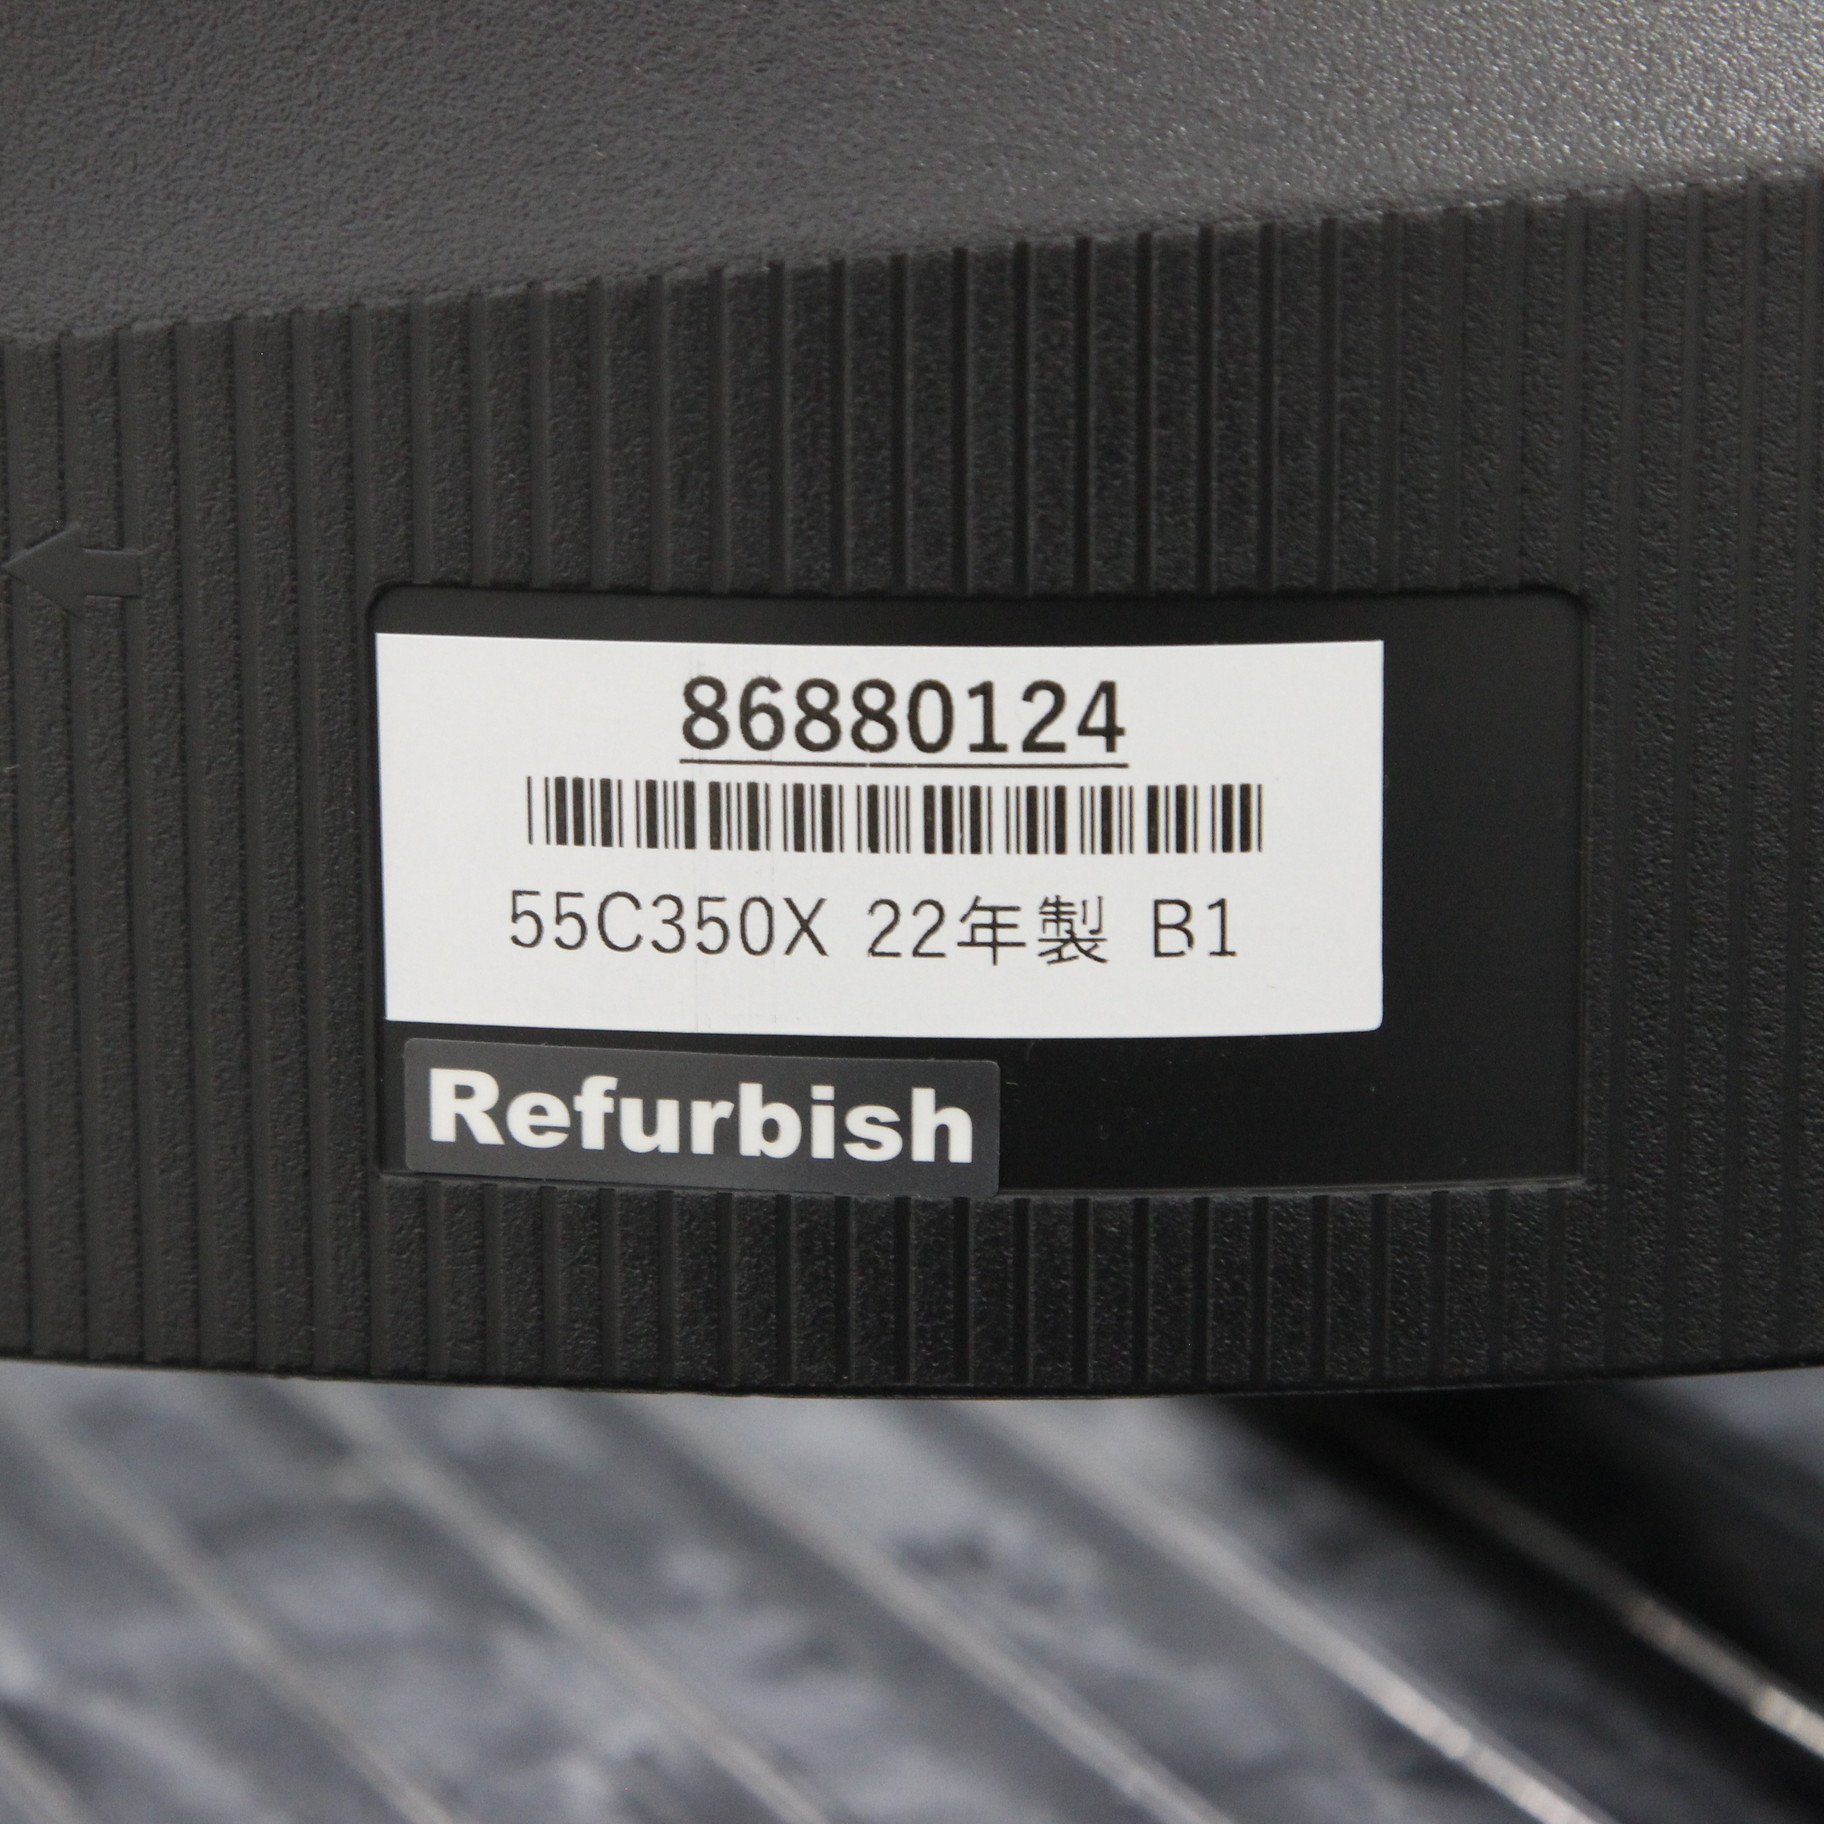 86880124
55C350X 22年製 B1
Refurbish